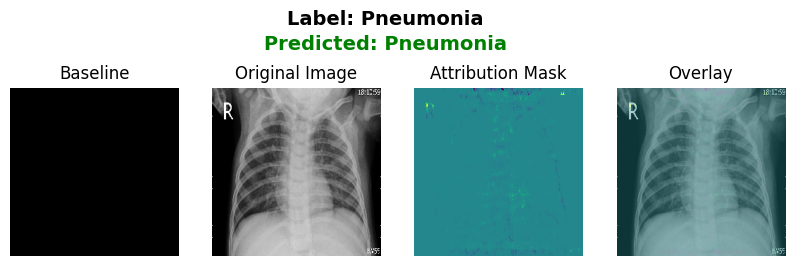 Label: Pneumonia
Predicted: Pneumonia
Baseline
Original Image
Attribution Mask
Overlay
R
R